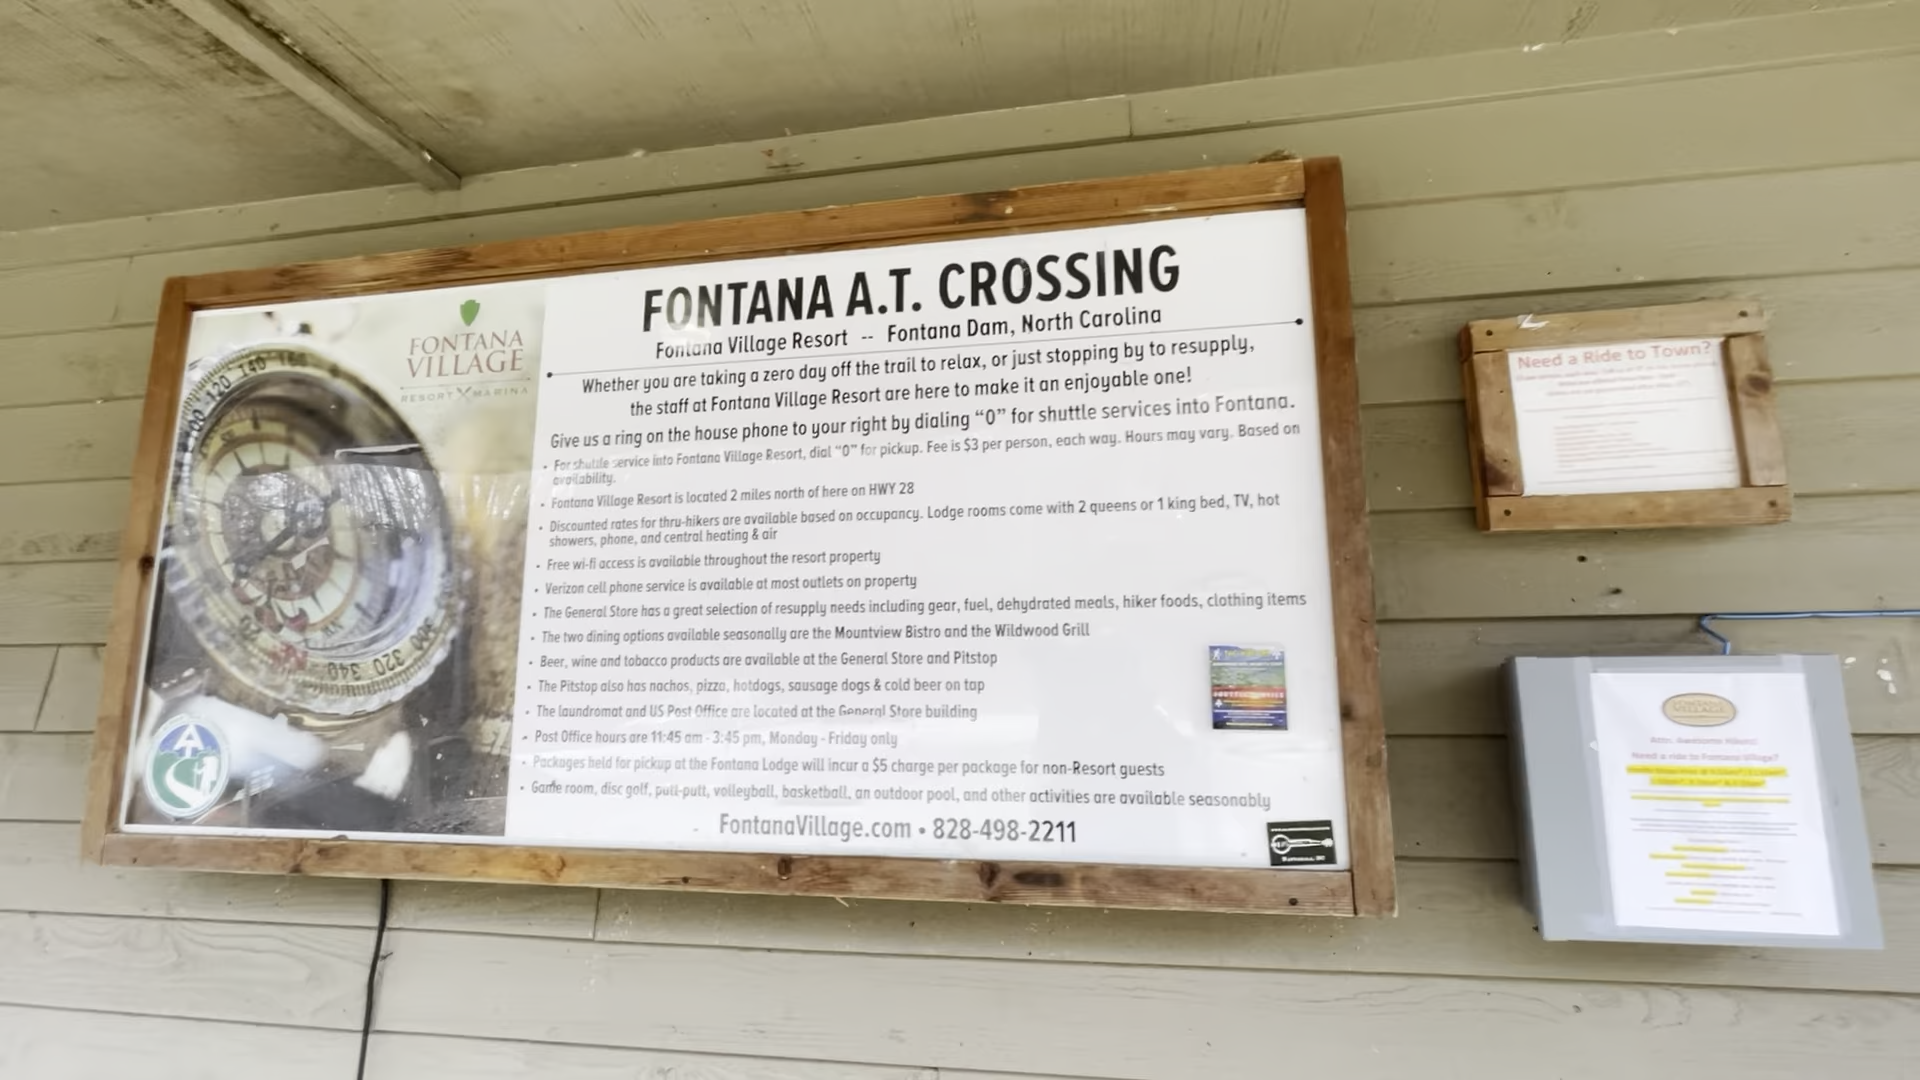 FONTANA
VILLAGE
RESORT MARINA
FONTANA A.T. CROSSING
Fontana Village Resort -- Fontana Dam, North Carolina
Whether you are taking a zero day off the trail to relax, or just stopping by to resupply,
the staff at Fontana Village Resort are here to make it an enjoyable one!
Give us a ring on the house phone to your right by dialing "0" for shuttle services into Fontana.
• For shuttle service into Fontana Village Resort, dial "0" for pickup. Fee is $3 per person, each way. Hours may vary. Based on
availability.
• Fontana Village Resort is located 2 miles north of here on HWY 28
• Discounted rates for thru-hikers are available based on occupancy. Lodge rooms come with 2 queens or 1 king bed, TV, hot
showers, phone, and central heating & air
• Free wi-fi access is available throughout the resort property
• Verizon cell phone service is available at most outlets on property
• The General Store has a great selection of resupply needs including gear, fuel, dehydrated meals, hiker foods, clothing items
• The two dining options available seasonally are the Mountview Bistro and the Wildwood Grill
• Beer, wine and tobacco products are available at the General Store and Pitstop
• The Pitstop also has nachos, pizza, hotdogs, sausage dogs & cold beer on tap
• The laundromat and US Post Office are located at the General Store building
• Post Office hours are 11:45 am - 3:45 pm, Monday - Friday only
• Packages held for pickup at the Fontana Lodge will incur a $5 charge per package for non-Resort guests
• Game room, disc golf, putt-putt, volleyball, basketball, an outdoor pool, and other activities are available seasonally
FontanaVillage.com • 828-498-2211
100 120 140
300 320 340
Need a Ride to Town?
Attn: Awesome Hikers!
Need a ride to Fontana Village?